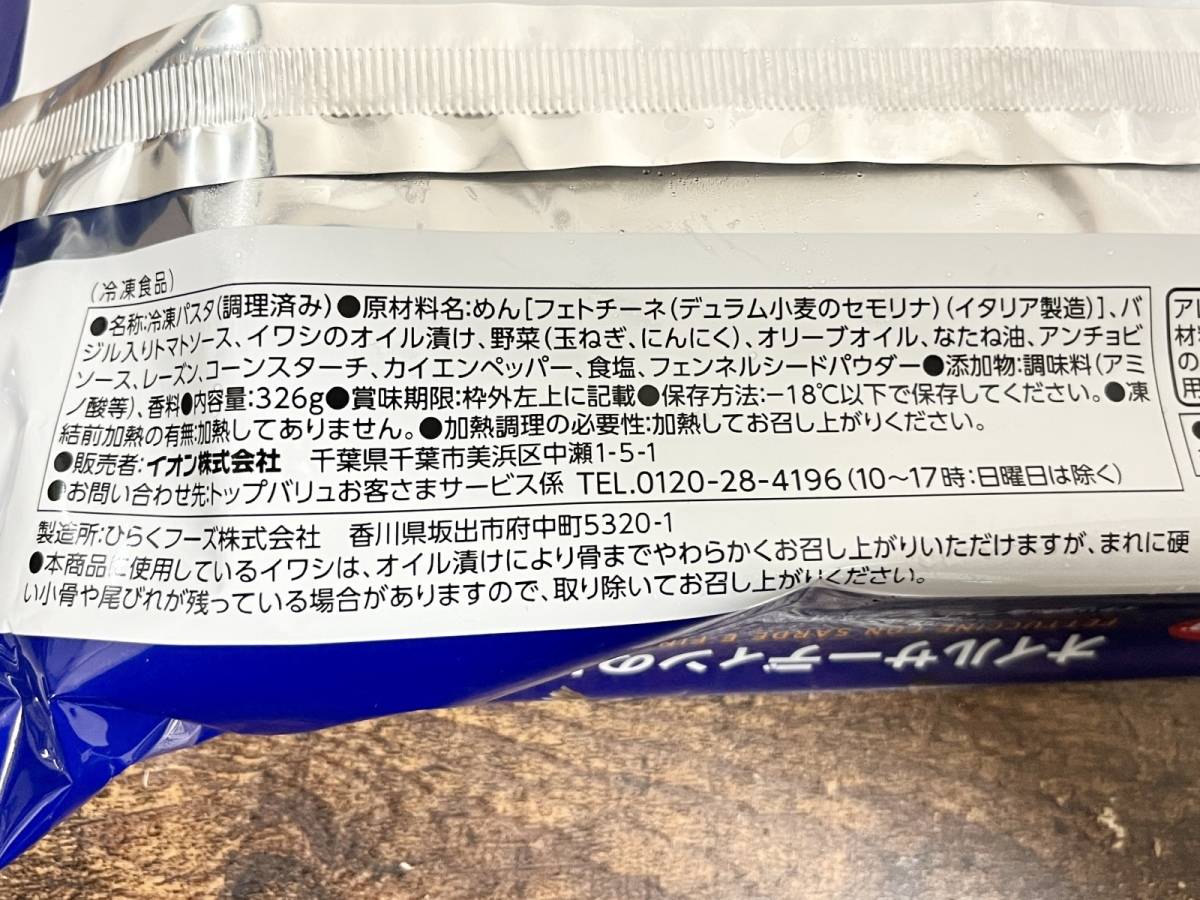 (冷凍食品)
●名称:冷凍パスタ(調理済み)●原材料名:めん[フェトチーネ(デュラム小麦のセモリナ)(イタリア製造)]、バ
ジル入りトマトソース、イワシのオイル漬け、野菜(玉ねぎ、にんにく)、オリーブオイル、なたね油、アンチョビ
ソース、レーズン、コーンスターチ、カイエンペッパー、食塩、フェンネルシードパウダー●添加物:調味料(アミ
ノ酸等)、香料●内容量:326g●賞味期限:枠外左上に記載●保存方法:−18℃以下で保存してください。●凍
結前加熱の有無:加熱してありません。●加熱調理の必要性:加熱してお召し上がりください。
●販売者:イオン株式会社 千葉県千葉市美浜区中瀬1-5-1
●お問い合わせ先:トップバリュお客さまサービス係 TEL.0120-28-4196(10〜17時:日曜日は除く)
製造所:ひらくフーズ株式会社 香川県坂出市府中町5320-1
●本商品に使用しているイワシは、オイル漬けにより骨までやわらかくお召し上がりいただけますが、まれに硬
い小骨や尾びれが残っている場合がありますので、取り除いてお召し上がりください。
オイルサーディンの